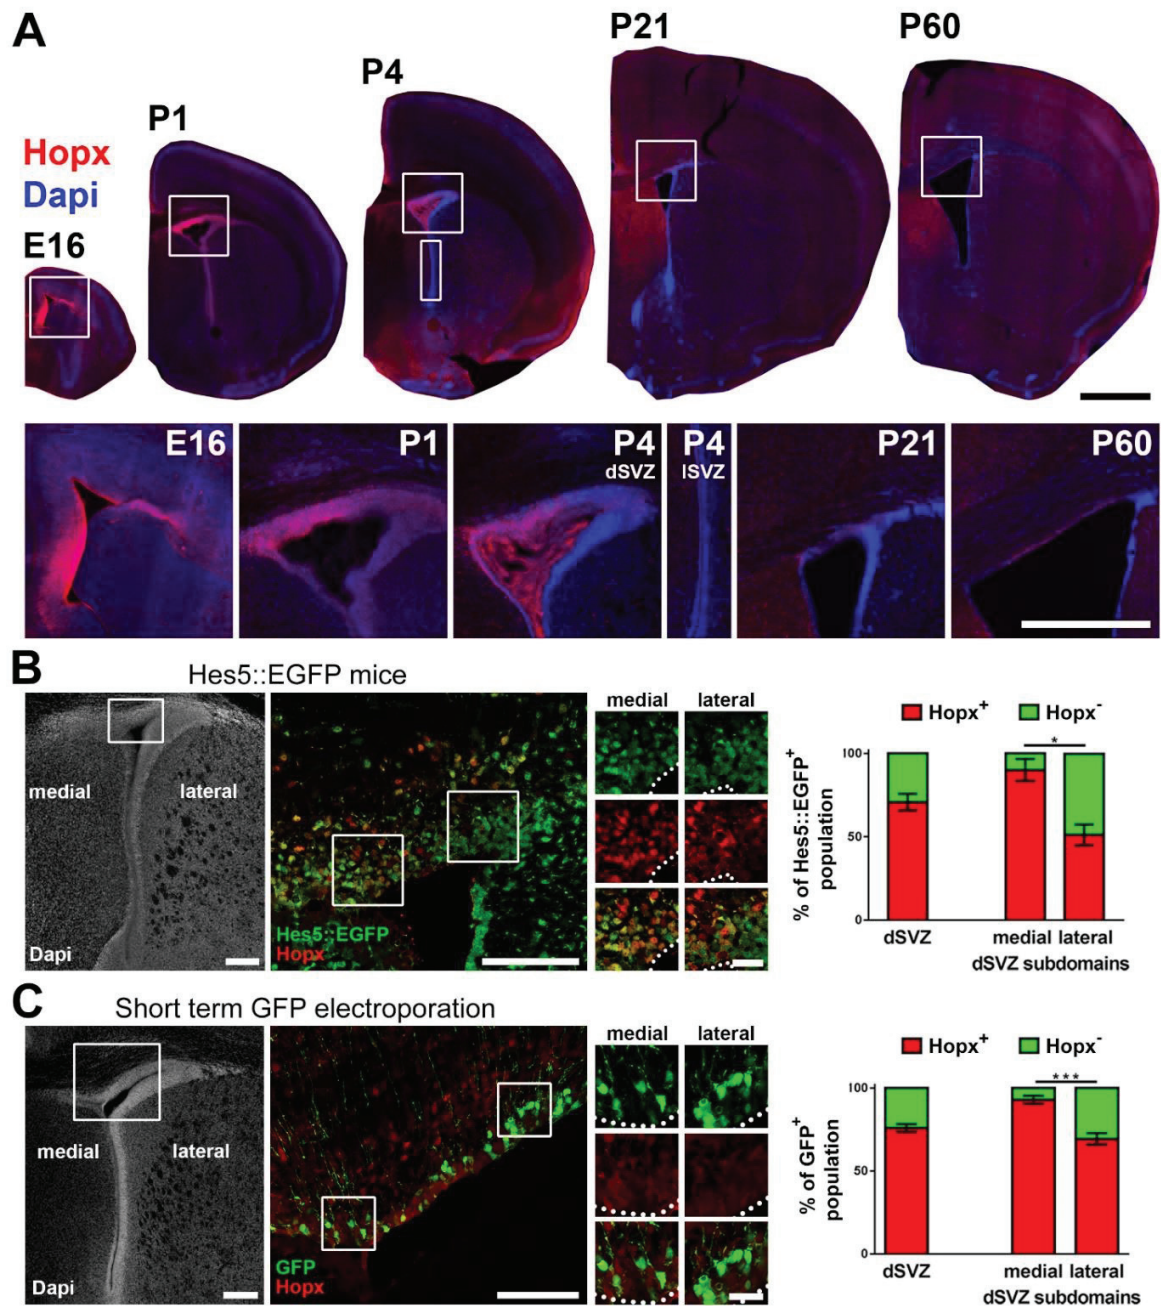 A
P21
P60
P4
P1
Hopx
Dapi
E16
E16
P1
P4
dSVZ
P4
lSVZ
P21
P60
B
Hes5::EGFP mice
medial
lateral
Dapi
Hes5::EGFP
Hopx
medial
lateral
Hopx+
Hopx-
*
% of Hes5::EGFP+
population
100
50
0
dSVZ
medial lateral
dSVZ subdomains
C
Short term GFP electroporation
medial
lateral
Dapi
GFP
Hopx
medial
lateral
Hopx+
Hopx-
***
% of GFP+
population
100
50
0
dSVZ
medial lateral
dSVZ subdomains